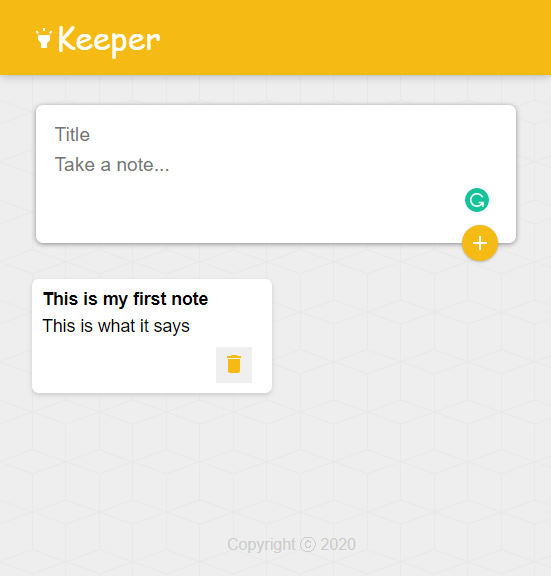 Keeper
Title
Take a note...
This is my first note
This is what it says
Copyright ⓒ 2020